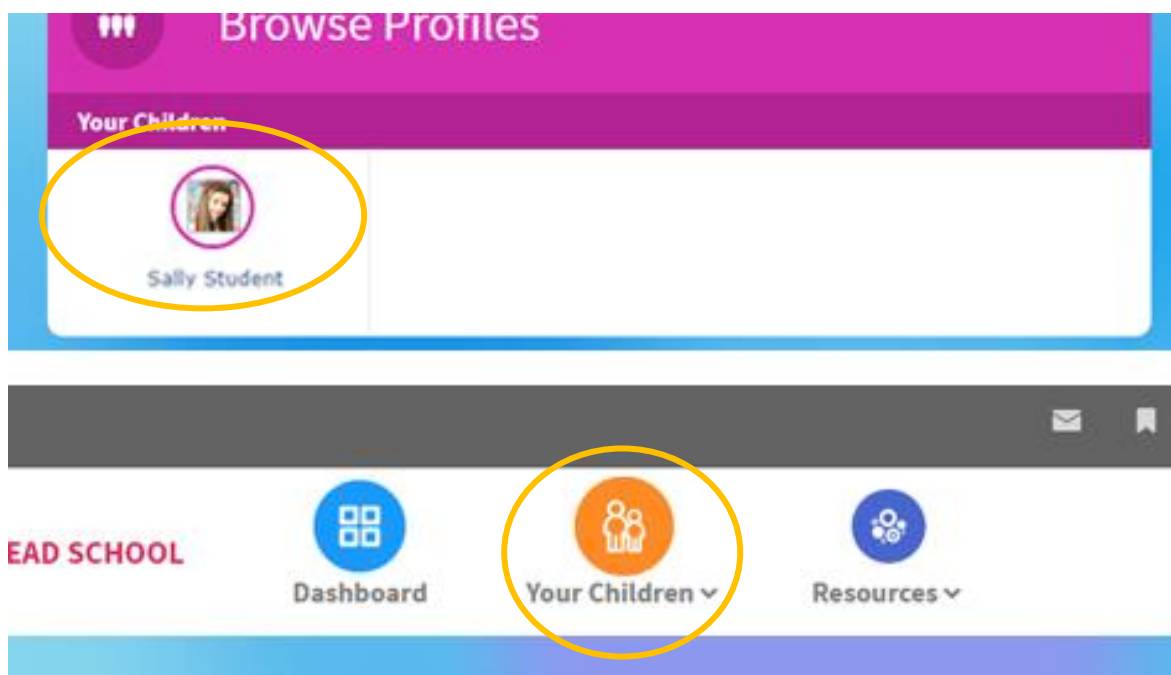 Browse Profiles
Your Children
Sally Student
EAD SCHOOL
Dashboard
Your Children
Resources